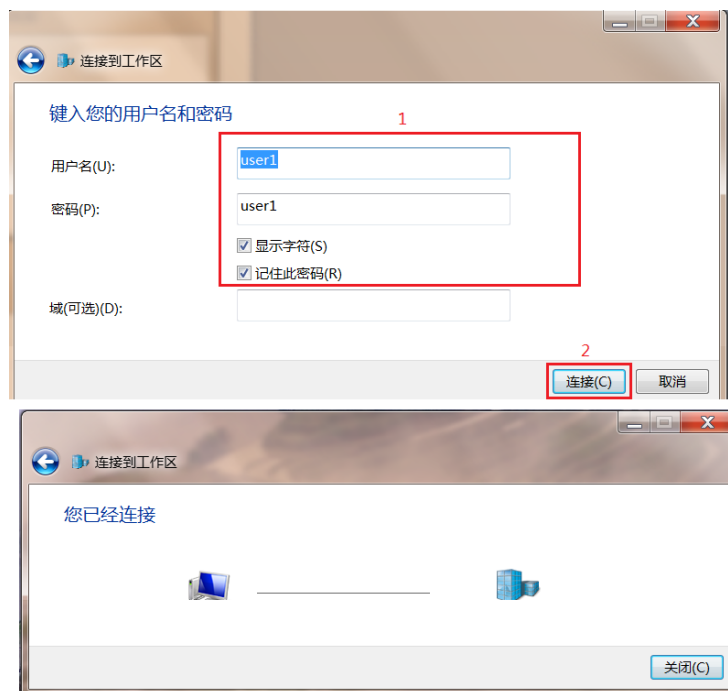 连接到工作区
键入您的用户名和密码
1
用户名(U):
user1
密码(P):
user1
显示字符(S)
记住此密码(R)
域(可选)(D):
2
连接(C)
取消
连接到工作区
您已经连接
关闭(C)